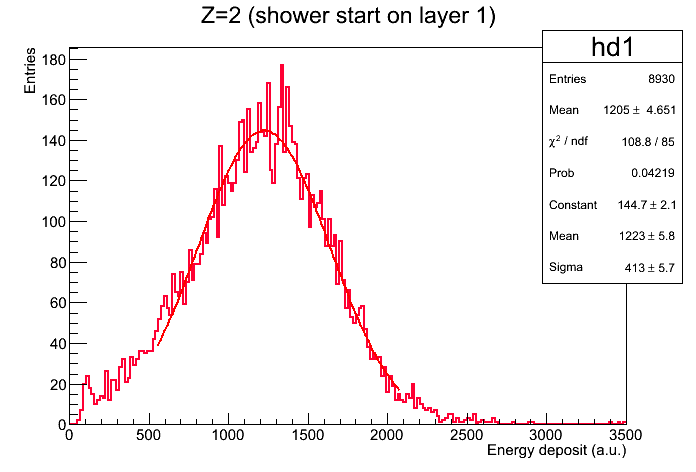 Z=2 (shower start on layer 1)
hd1
Entries 8930
Mean 1205 ± 4.651
χ² / ndf 108.8 / 85
Prob 0.04219
Constant 144.7 ± 2.1
Mean 1223 ± 5.8
Sigma 413 ± 5.7
Entries
180
160
140
120
100
80
60
40
20
0
0 500 1000 1500 2000 2500 3000 3500
Energy deposit (a.u.)